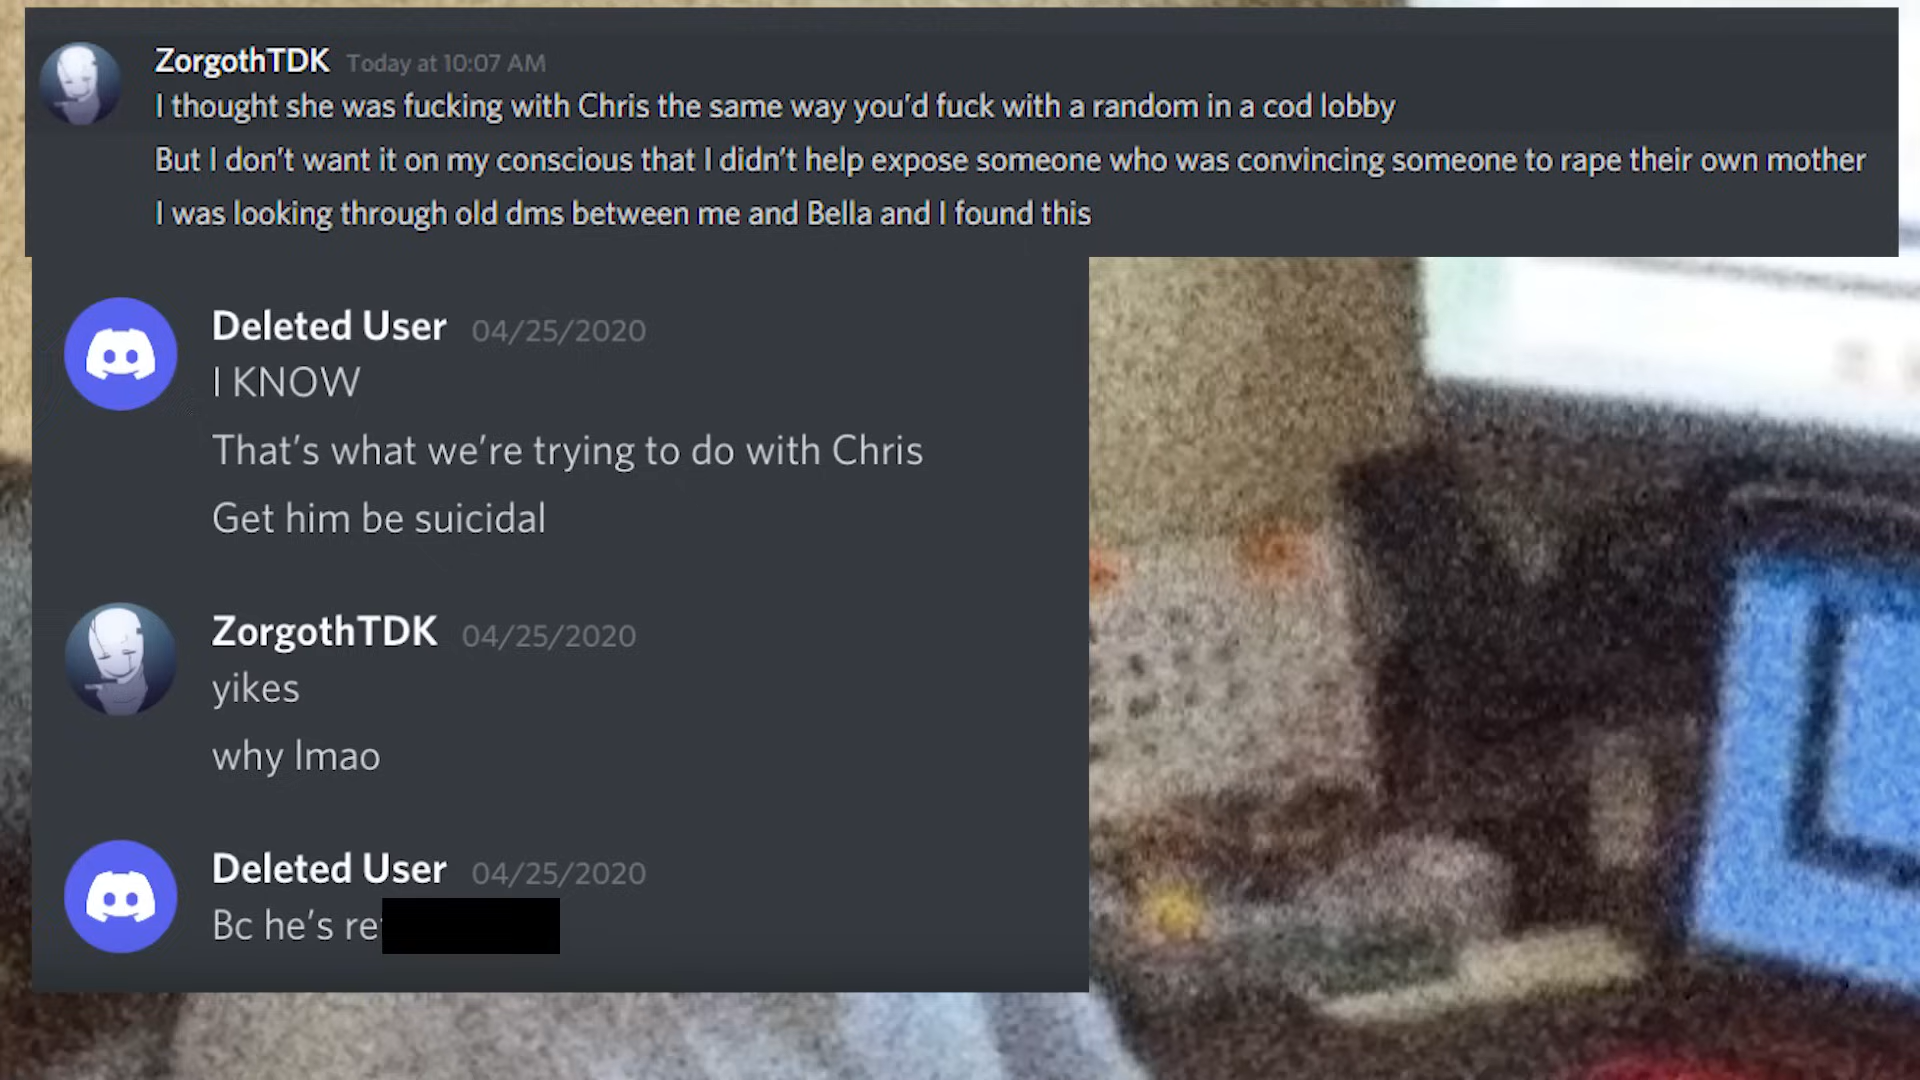 ZorgothTDK Today at 10:07 AM
I thought she was fucking with Chris the same way you'd fuck with a random in a cod lobby
But I don't want it on my conscious that I didn't help expose someone who was convincing someone to rape their own mother
I was looking through old dms between me and Bella and I found this
Deleted User 04/25/2020
I KNOW
That's what we're trying to do with Chris
Get him be suicidal
ZorgothTDK 04/25/2020
yikes
why lmao
Deleted User 04/25/2020
Bc he's